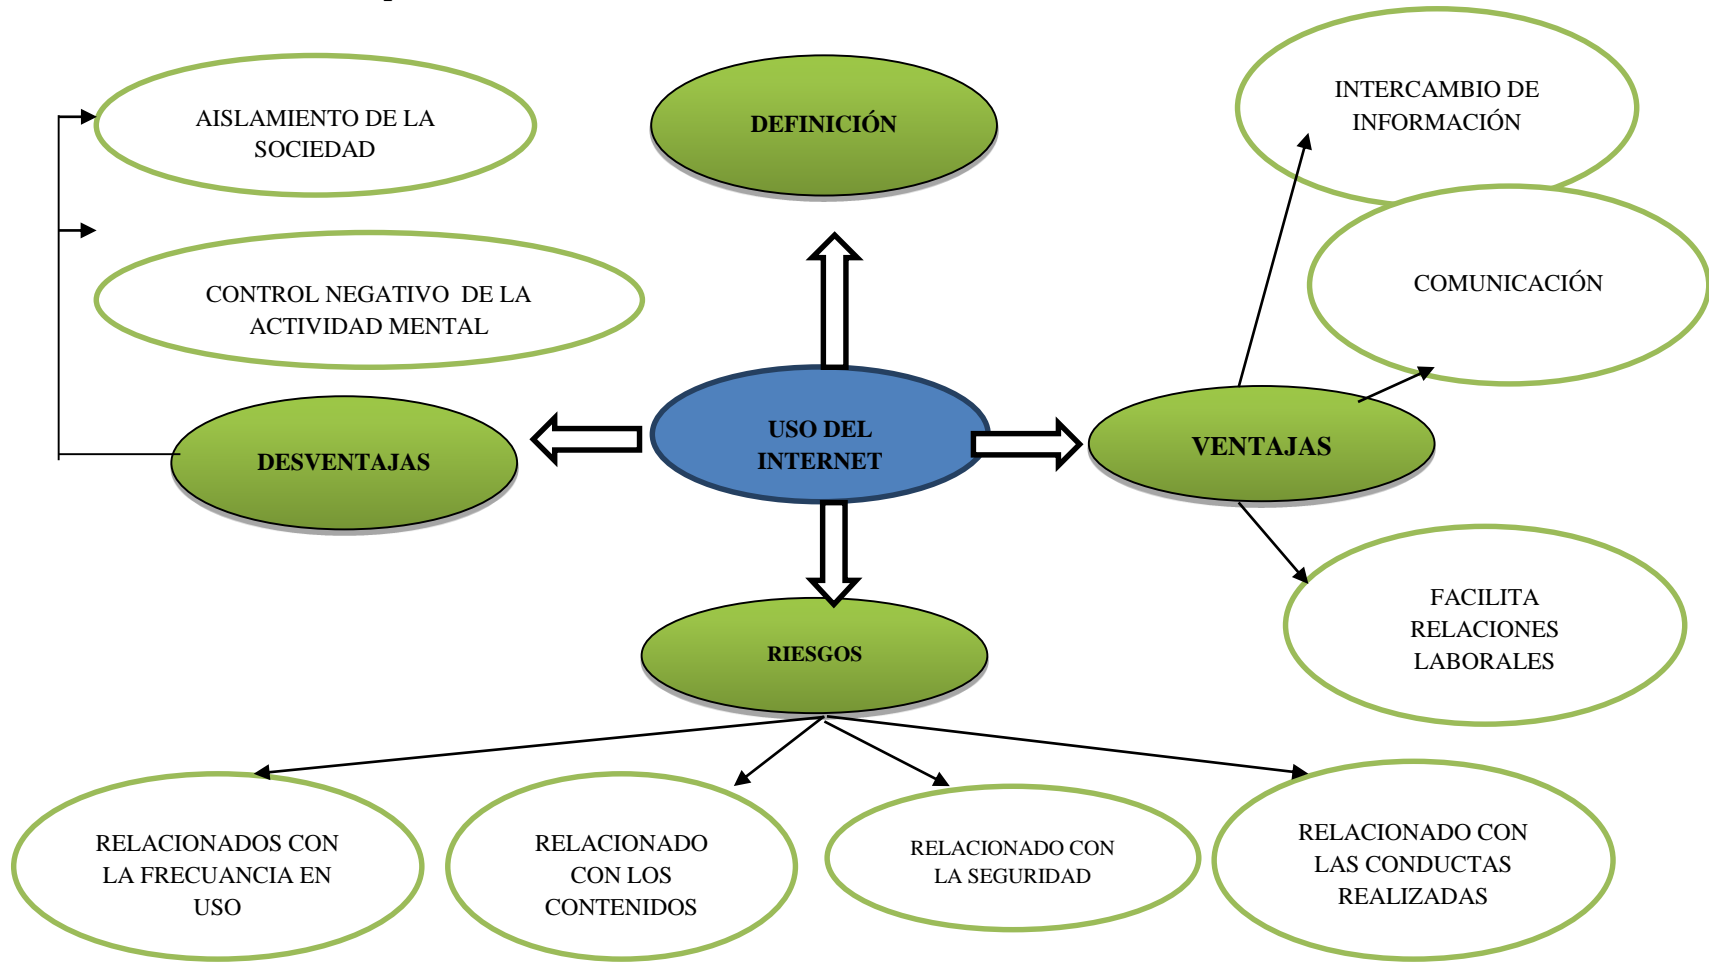 AISLAMIENTO DE LA
SOCIEDAD
DEFINICIÓN
INTERCAMBIO DE
INFORMACIÓN
CONTROL NEGATIVO DE LA
ACTIVIDAD MENTAL
COMUNICACIÓN
DESVENTAJAS
USO DEL
INTERNET
VENTAJAS
FACILITA
RELACIONES
LABORALES
RIESGOS
RELACIONADOS CON
LA FRECUANCIA EN
USO
RELACIONADO
CON LOS
CONTENIDOS
RELACIONADO CON
LA SEGURIDAD
RELACIONADO CON
LAS CONDUCTAS
REALIZADAS